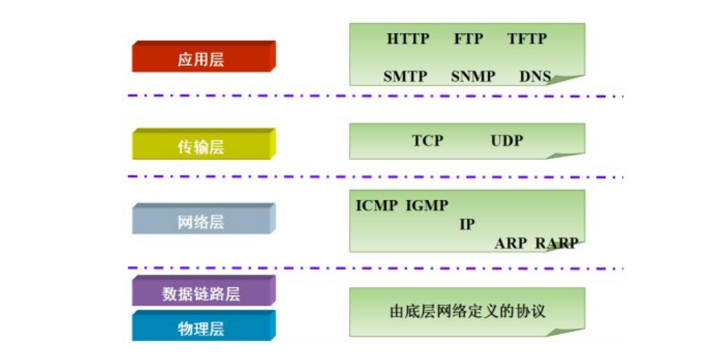 应用层
HTTP FTP TFTP
SMTP SNMP DNS
传输层
TCP UDP
网络层
ICMP IGMP
IP
ARP RARP
数据链路层
物理层
由底层网络定义的协议